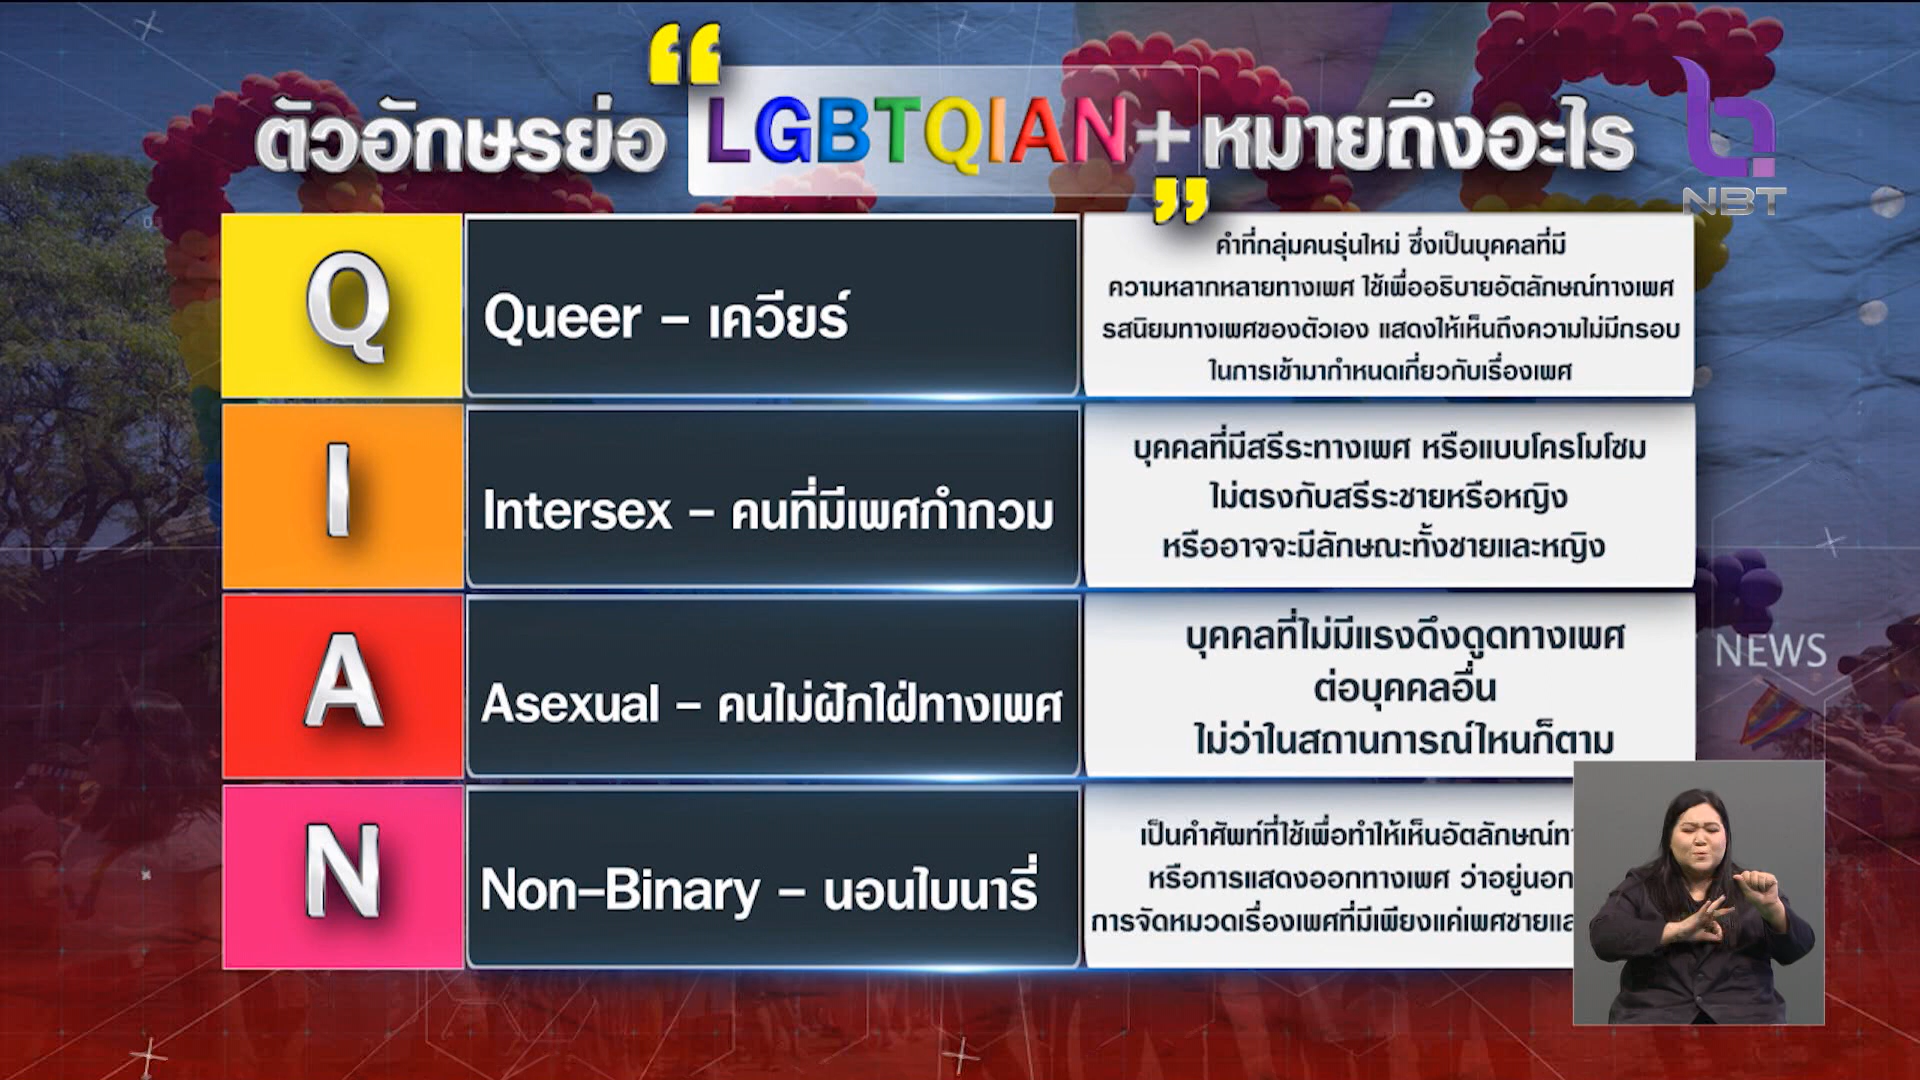 ตัวอักษรย่อ “LGBTQIAN+” หมายถึงอะไร
NBT
Q
Queer – เควียร์
คำที่กลุ่มคนรุ่นใหม่ ซึ่งเป็นบุคคลที่มี
ความหลากหลายทางเพศ ใช้เพื่ออธิบายอัตลักษณ์ทางเพศ
รสนิยมทางเพศของตัวเอง แสดงให้เห็นถึงความไม่มีกรอบ
ในการเข้ามากำหนดเกี่ยวกับเรื่องเพศ
I
Intersex – คนที่มีเพศกำกวม
บุคคลที่มีสรีระทางเพศ หรือแบบโครโมโซม
ไม่ตรงกับสรีระชายหรือหญิง
หรืออาจจะมีลักษณะทั้งชายและหญิง
A
Asexual – คนไม่ฝักใฝ่ทางเพศ
บุคคลที่ไม่มีแรงดึงดูดทางเพศ
ต่อบุคคลอื่น
ไม่ว่าในสถานการณ์ไหนก็ตาม
NEWS
N
Non–Binary – นอนไบนารี่
เป็นคำศัพท์ที่ใช้เพื่อทำให้เห็นอัตลักษณ์
หรือการแสดงออกทางเพศ ว่าอยู่นอก
การจัดหมวดเรื่องเพศที่มีเพียงแค่เพศชาย